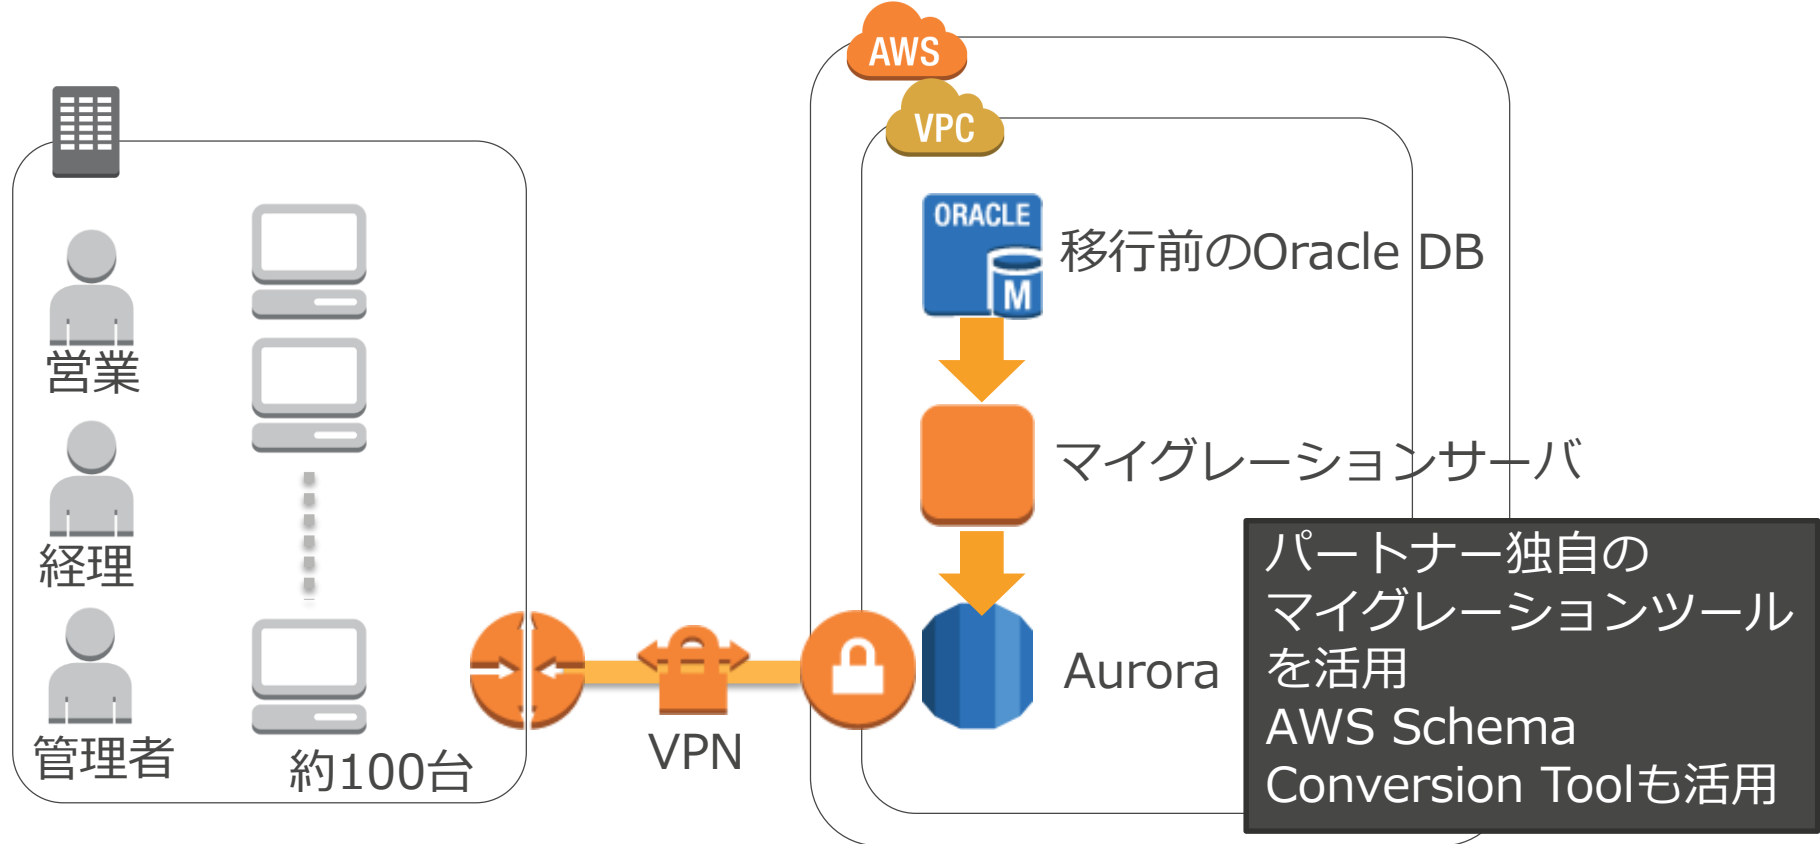 AWS
VPC
ORACLE
M
移行前のOracle DB
マイグレーションサーバ
Aurora
パートナー独自の
マイグレーションツール
を活用
AWS Schema
Conversion Toolも活用
営業
経理
管理者
約100台
VPN